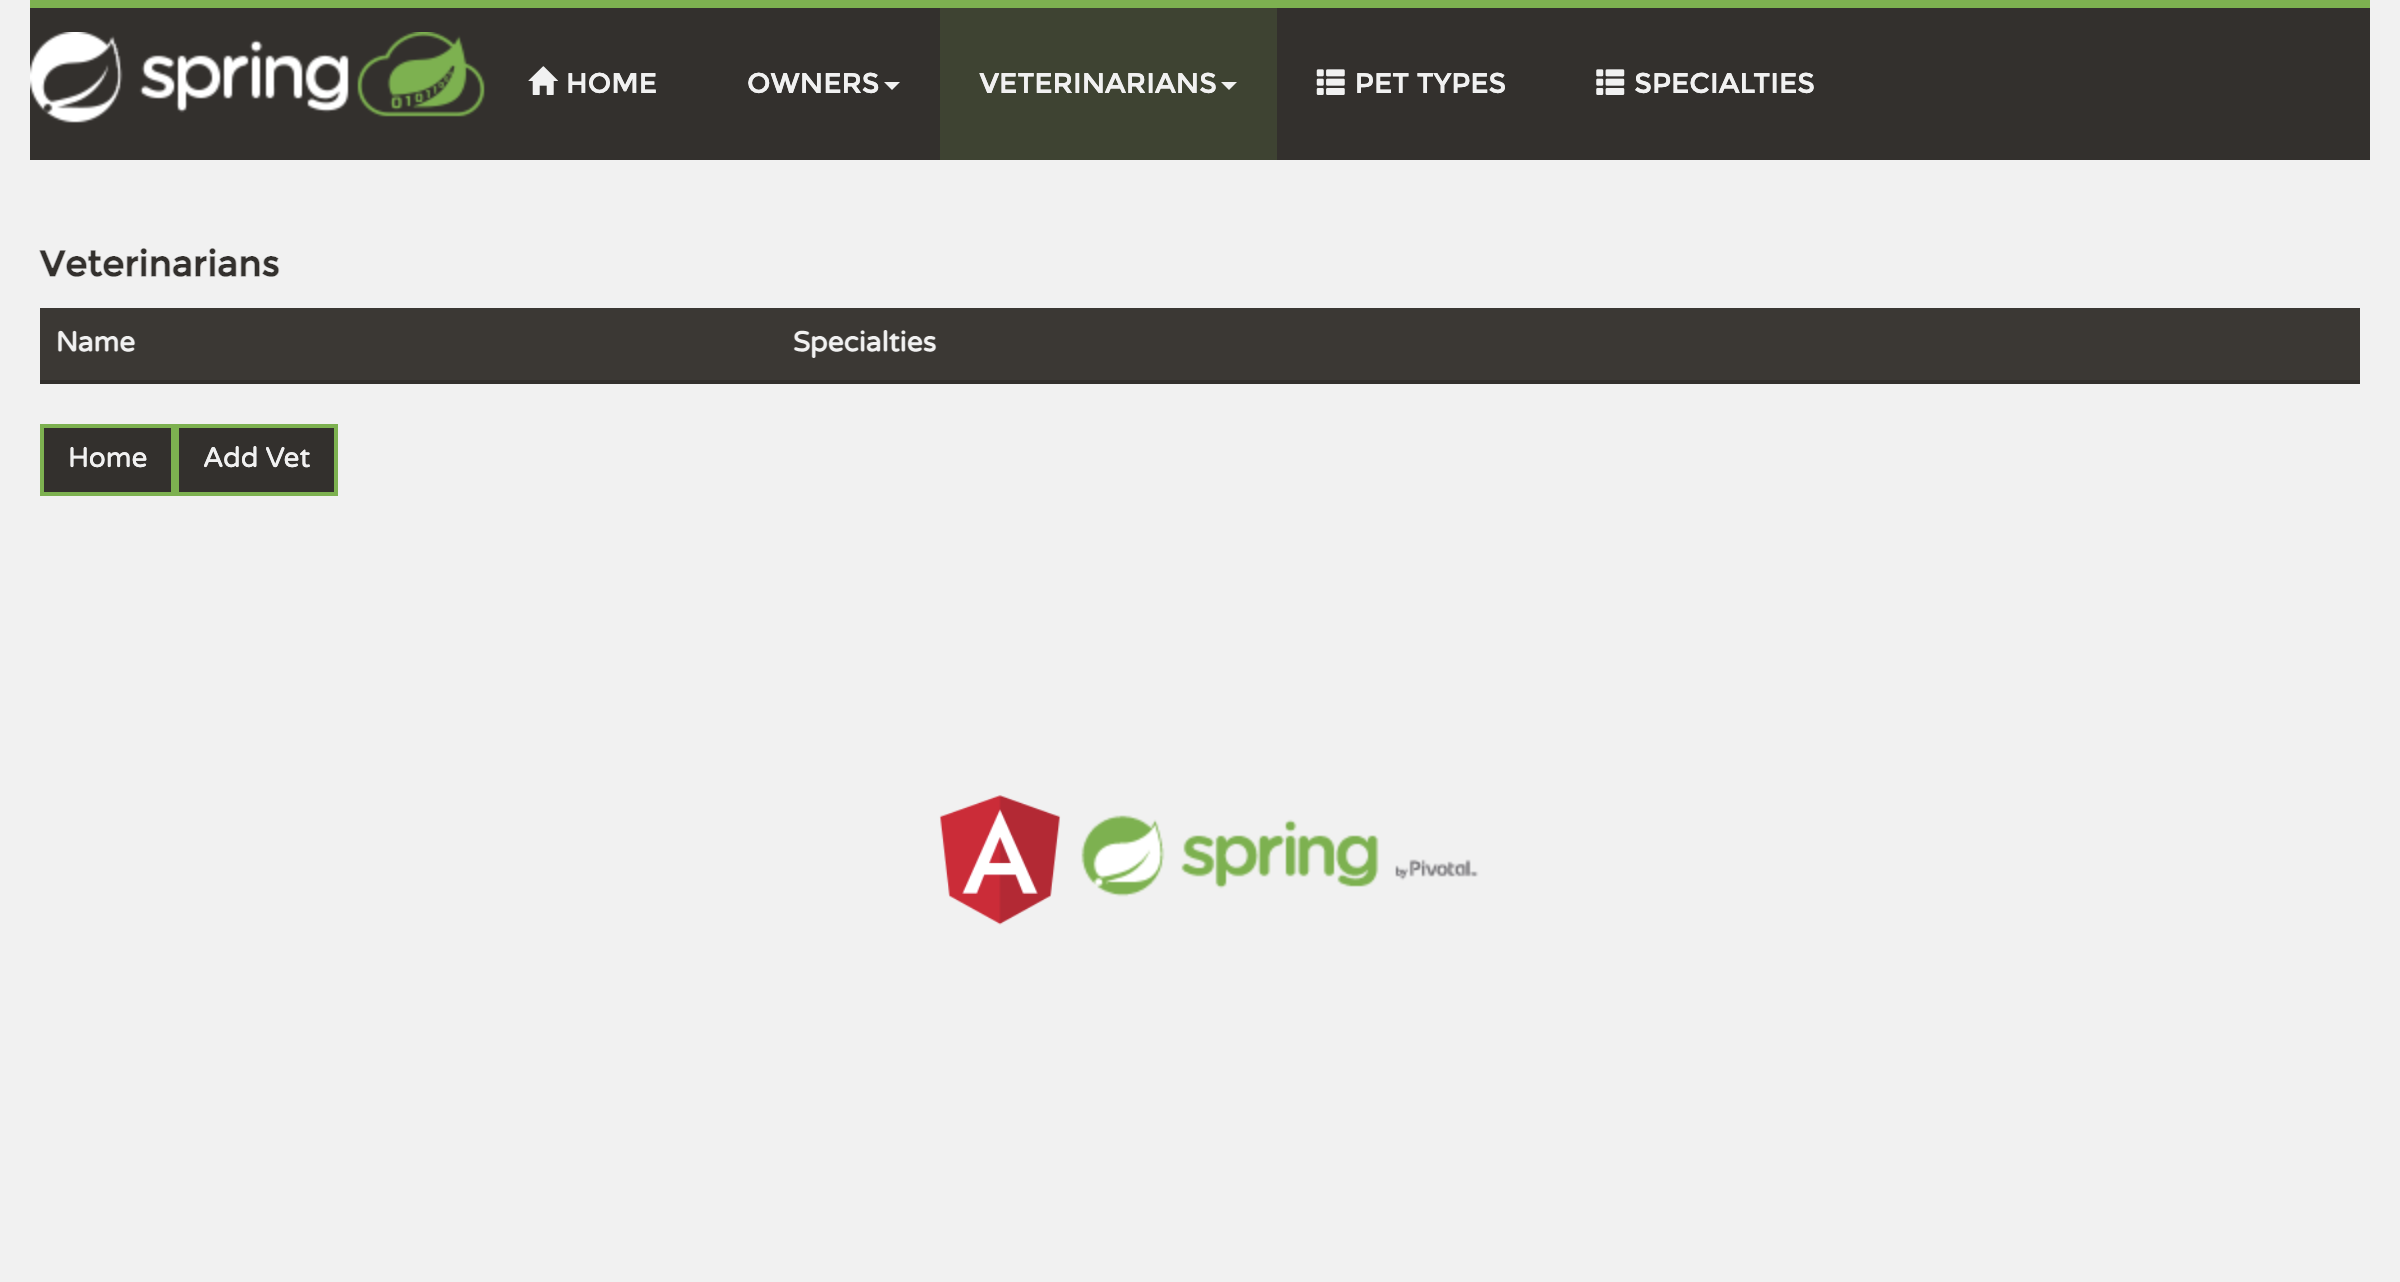 spring HOME OWNERS VETERINARIANS PET TYPES SPECIALTIES
Veterinarians
Name Specialties
Home Add Vet
A spring by Pivotal